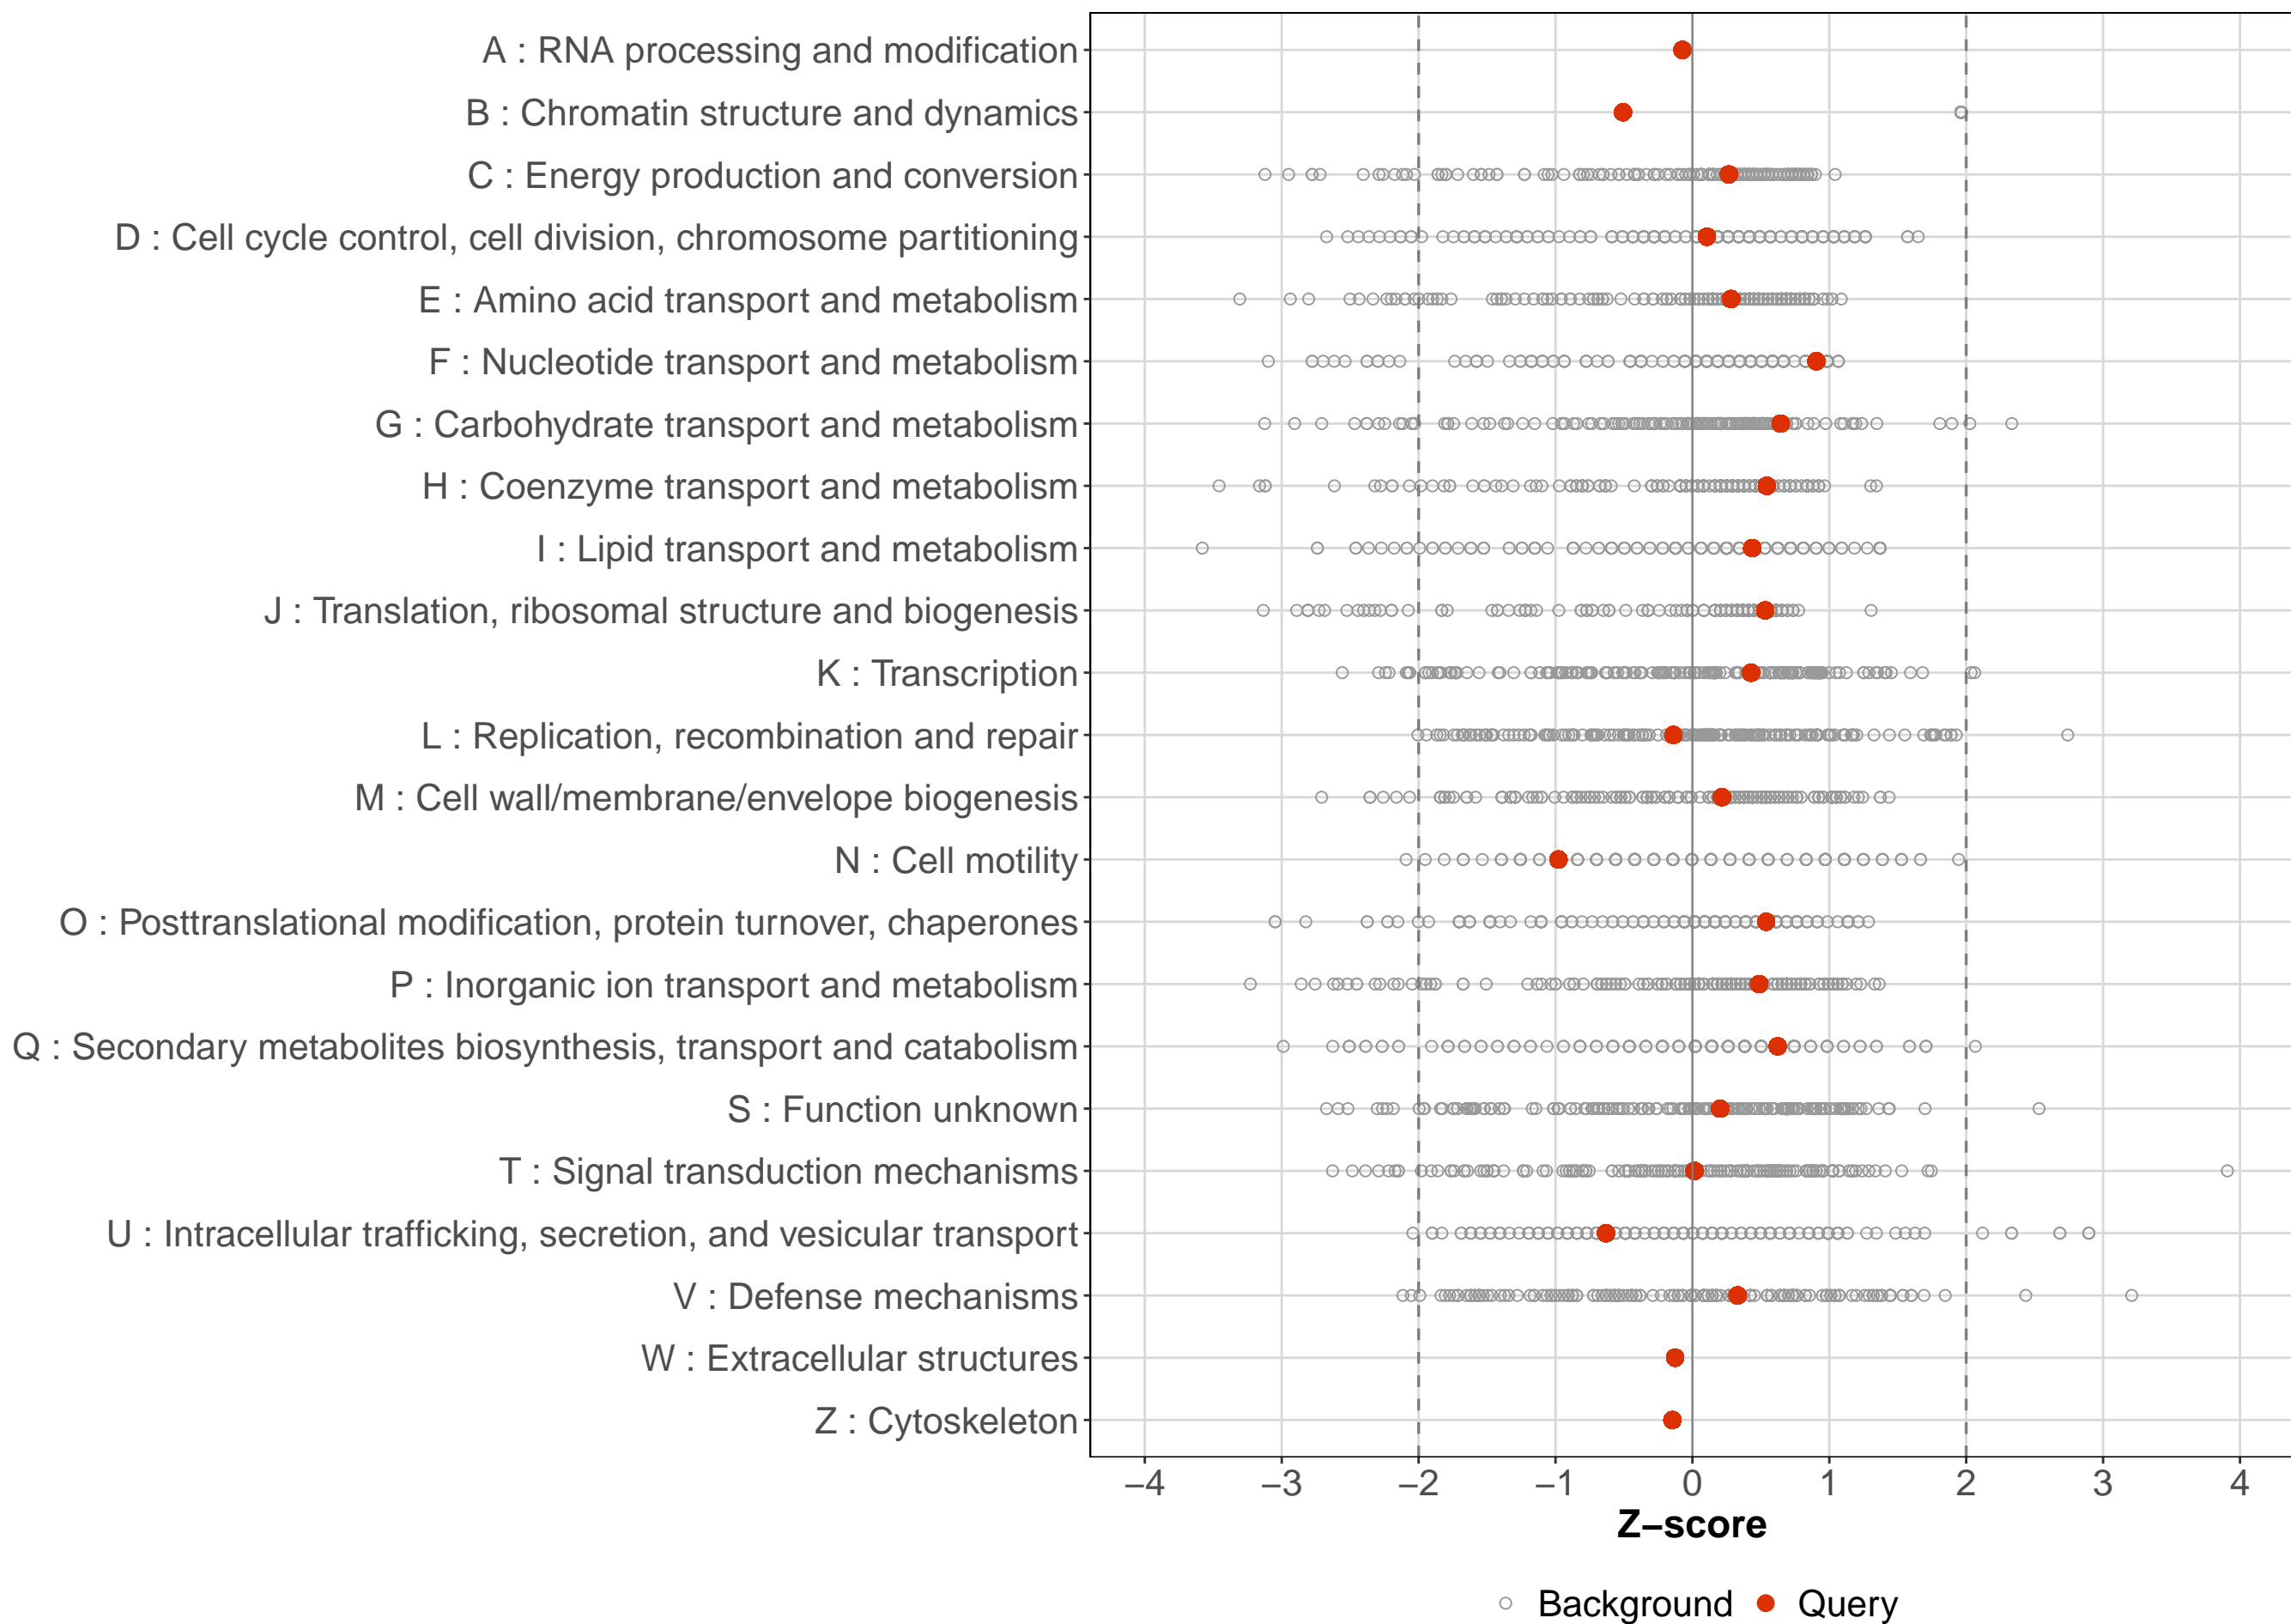 A : RNA processing and modification
B : Chromatin structure and dynamics
C : Energy production and conversion
D : Cell cycle control, cell division, chromosome partitioning
E : Amino acid transport and metabolism
F : Nucleotide transport and metabolism
G : Carbohydrate transport and metabolism
H : Coenzyme transport and metabolism
I : Lipid transport and metabolism
J : Translation, ribosomal structure and biogenesis
K : Transcription
L : Replication, recombination and repair
M : Cell wall/membrane/envelope biogenesis
N : Cell motility
O : Posttranslational modification, protein turnover, chaperones
P : Inorganic ion transport and metabolism
Q : Secondary metabolites biosynthesis, transport and catabolism
S : Function unknown
T : Signal transduction mechanisms
U : Intracellular trafficking, secretion, and vesicular transport
V : Defense mechanisms
W : Extracellular structures
Z : Cytoskeleton
−4 −3 −2 −1 0 1 2 3 4
Z−score
Background Query